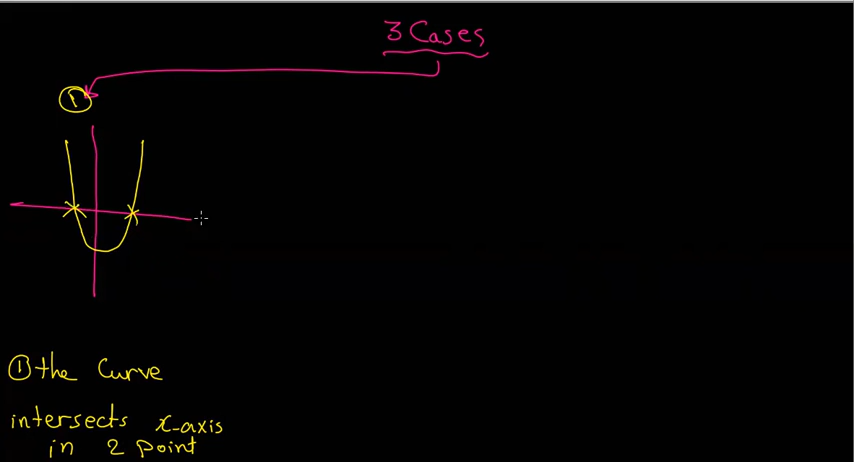 3 Cases
①
① the Curve
intersects x-axis
in 2 point